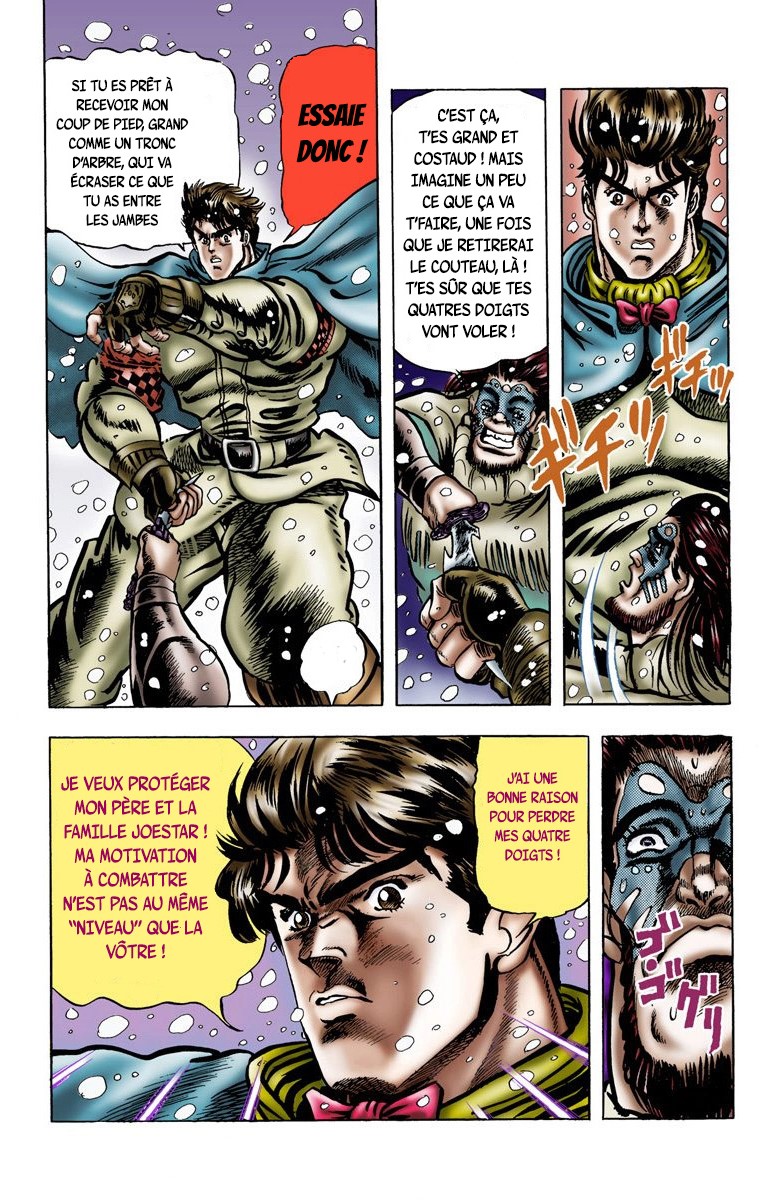 ギチッ
C'EST ÇA,
T'ES GRAND ET
COSTAUD ! MAIS
IMAGINE UN PEU
CE QUE ÇA VA
T'FAIRE, UNE FOIS
QUE JE RETIRERAI
LE COUTEAU, LÀ !
T'ES SÛR QUE TES
QUATRES DOIGTS
VONT VOLER !
ギチッ
ESSAIE
DONC !
SI TU ES PRÊT À
RECEVOIR MON
COUP DE PIED, GRAND
COMME UN TRONC
D'ARBRE, QUI VA
ÉCRASER CE QUE
TU AS ENTRE
LES JAMBES
J'AI UNE
BONNE RAISON
POUR PERDRE
MES QUATRE
DOIGTS !
JE VEUX PROTÉGER
MON PÈRE ET LA
FAMILLE JOESTAR !
MA MOTIVATION
À COMBATTRE
N'EST PAS AU MÊME
"NIVEAU" QUE LA
VÔTRE !